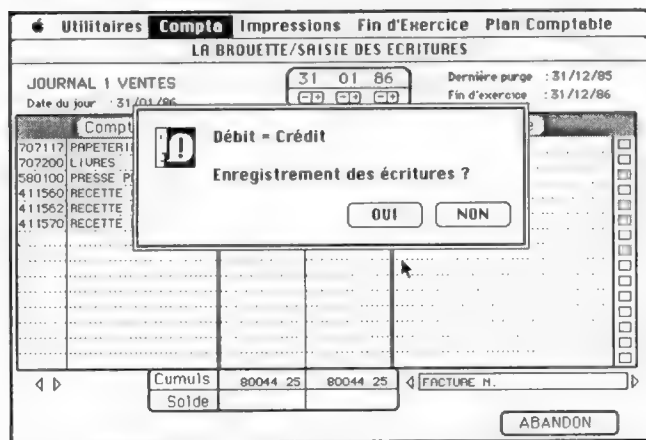 Utilitaires Compta Impressions Fin d'Exercice Plan Comptable
LA BROUETTE/SAISIE DES ECRITURES
JOURNAL 1 VENTES
Date du jour : 31/01/86
31 01 86
- + - + - +
Dernière purge : 31/12/85
Fin d'exercice : 31/12/86
Compt
707117 PAPETERI
707200 LIVRES
580100 PRESSE P
411560 RECETTE
411562 RECETTE
411570 RECETTE
Débit = Crédit
Enregistrement des écritures ?
OUI NON
Cumuls 80044 25 80044 25 FACTURE N.
Solde
ABANDON